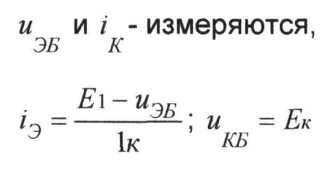 u_ЭБ и i_К - измеряются,
i_Э = (E1 – u_ЭБ) / 1к ; u_КБ = Eк